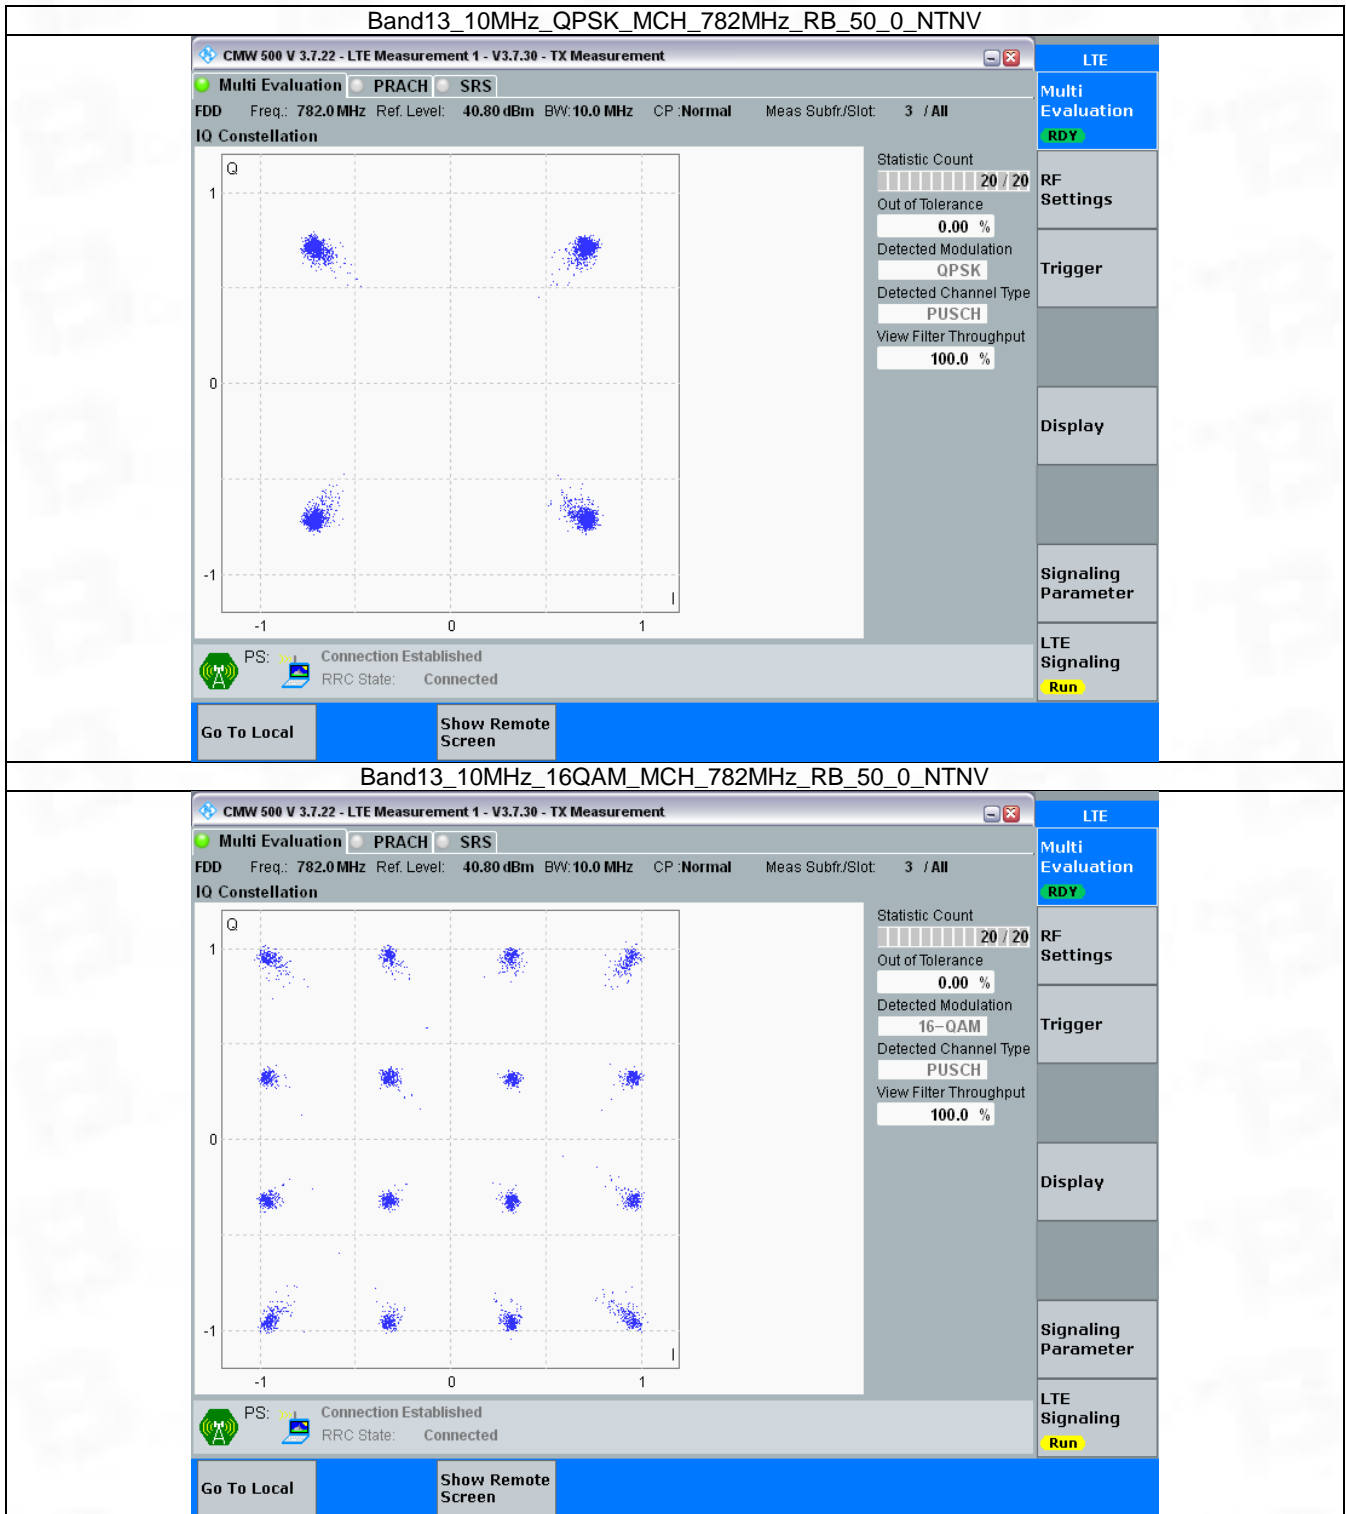 Band13_10MHz_QPSK_MCH_782MHz_RB_50_0_NTNV
CMW 500 V 3.7.22 - LTE Measurement 1 - V3.7.30 - TX Measurement
LTE
Multi Evaluation PRACH SRS
Multi
Evaluation
RDY
FDD Freq.: 782.0 MHz Ref. Level: 40.80 dBm BW: 10.0 MHz CP : Normal Meas Subfr./Slot: 3 / All
IQ Constellation
Q
1
0
-1
-1 0 1
I
Statistic Count
20 / 20
Out of Tolerance
0.00 %
Detected Modulation
QPSK
Detected Channel Type
PUSCH
View Filter Throughput
100.0 %
RF
Settings
Trigger
Display
Signaling
Parameter
LTE
Signaling
Run
PS: Connection Established
RRC State: Connected
Go To Local
Show Remote
Screen
Band13_10MHz_16QAM_MCH_782MHz_RB_50_0_NTNV
CMW 500 V 3.7.22 - LTE Measurement 1 - V3.7.30 - TX Measurement
LTE
Multi Evaluation PRACH SRS
Multi
Evaluation
RDY
FDD Freq.: 782.0 MHz Ref. Level: 40.80 dBm BW: 10.0 MHz CP : Normal Meas Subfr./Slot: 3 / All
IQ Constellation
Q
1
0
-1
-1 0 1
I
Statistic Count
20 / 20
Out of Tolerance
0.00 %
Detected Modulation
16-QAM
Detected Channel Type
PUSCH
View Filter Throughput
100.0 %
RF
Settings
Trigger
Display
Signaling
Parameter
LTE
Signaling
Run
PS: Connection Established
RRC State: Connected
Go To Local
Show Remote
Screen